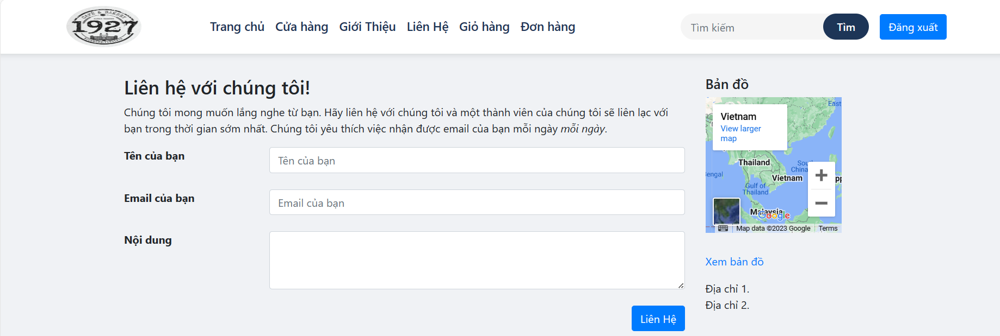 CAFÉ & BAKERY
1927
Trang chủ Cửa hàng Giới Thiệu Liên Hệ Giỏ hàng Đơn hàng
Tìm kiếm
Tìm
Đăng xuất
Liên hệ với chúng tôi!
Chúng tôi mong muốn lắng nghe từ bạn. Hãy liên hệ với chúng tôi và một thành viên của chúng tôi sẽ liên lạc với
bạn trong thời gian sớm nhất. Chúng tôi yêu thích việc nhận được email của bạn mỗi ngày mỗi ngày.
Tên của bạn
Tên của bạn
Email của bạn
Email của bạn
Nội dung
Liên Hệ
Bản đồ
East
Vietnam
View larger
map
Thailand
Sou
China
engal
Vietnam
Gulf of
Thailand
Malaysia
Google
Map data ©2023 Google
Terms
Xem bản đồ
Địa chỉ 1.
Địa chỉ 2.